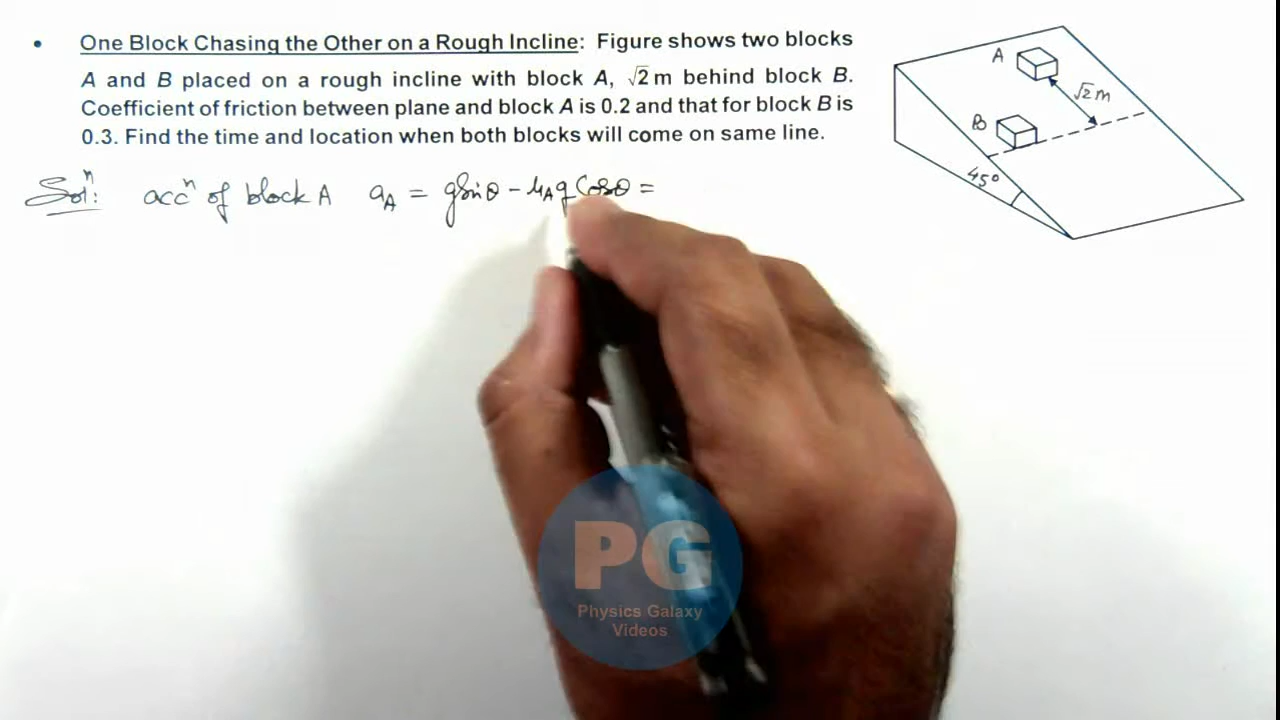 • One Block Chasing the Other on a Rough Incline: Figure shows two blocks
A and B placed on a rough incline with block A, √2 m behind block B.
Coefficient of friction between plane and block A is 0.2 and that for block B is
0.3. Find the time and location when both blocks will come on same line.
A
√2 m
B
45°
Solⁿ: accⁿ of block A a_A = g Sinθ - μ_A g Cosθ =
PG
Physics Galaxy
Videos